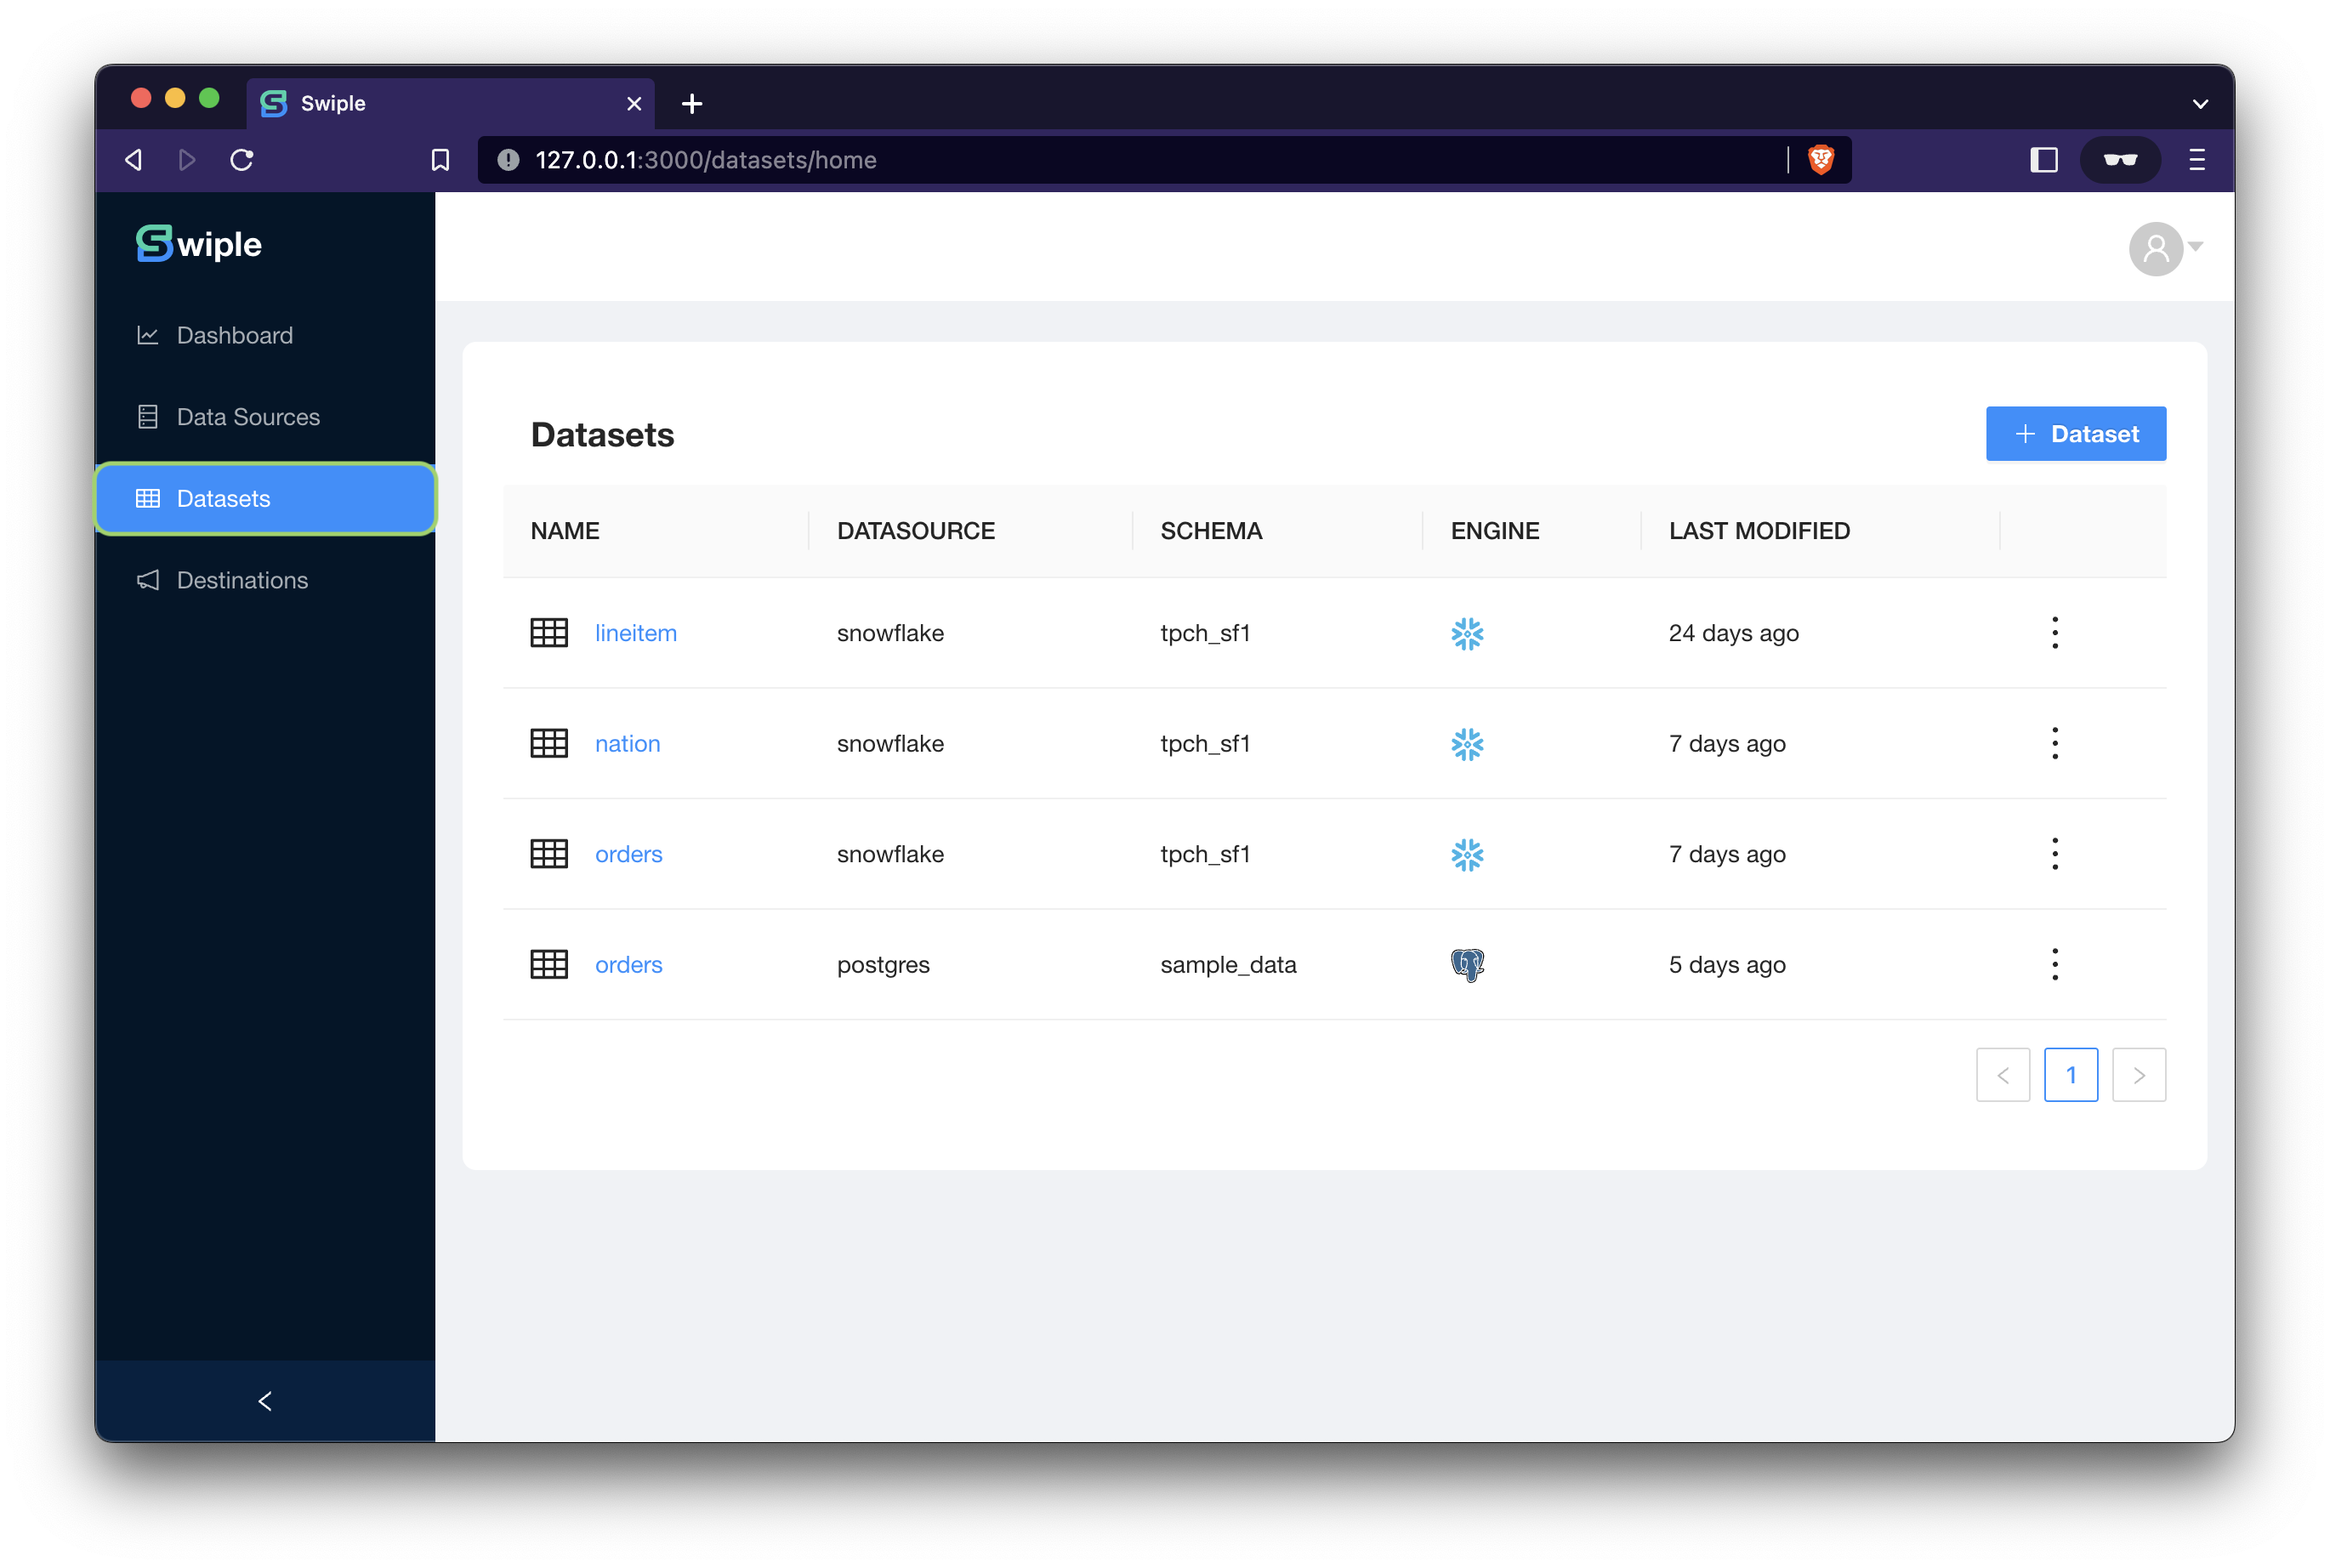 Swiple
127.0.0.1:3000/datasets/home
Swiple
Dashboard
Data Sources
Datasets
Destinations
Datasets
+ Dataset
NAME DATASOURCE SCHEMA ENGINE LAST MODIFIED
lineitem snowflake tpch_sf1 24 days ago
nation snowflake tpch_sf1 7 days ago
orders snowflake tpch_sf1 7 days ago
orders postgres sample_data 5 days ago
< 1 >